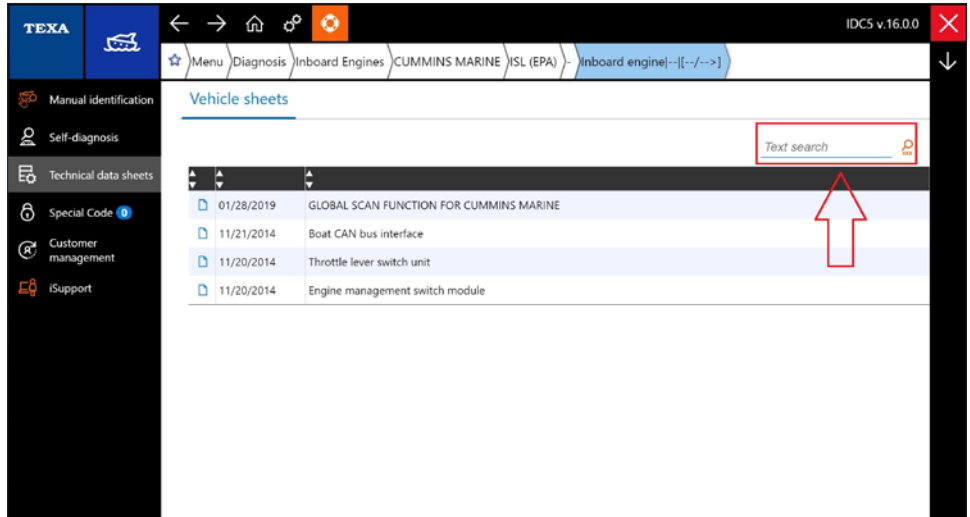 TEXA
IDC5 v.16.0.0
Menu Diagnosis Inboard Engines CUMMINS MARINE ISL (EPA) - Inboard engine|--|[--/-->]
Manual identification
Self-diagnosis
Technical data sheets
Special Code 0
Customer
management
iSupport
Vehicle sheets
Text search
01/28/2019 GLOBAL SCAN FUNCTION FOR CUMMINS MARINE
11/21/2014 Boat CAN bus interface
11/20/2014 Throttle lever switch unit
11/20/2014 Engine management switch module